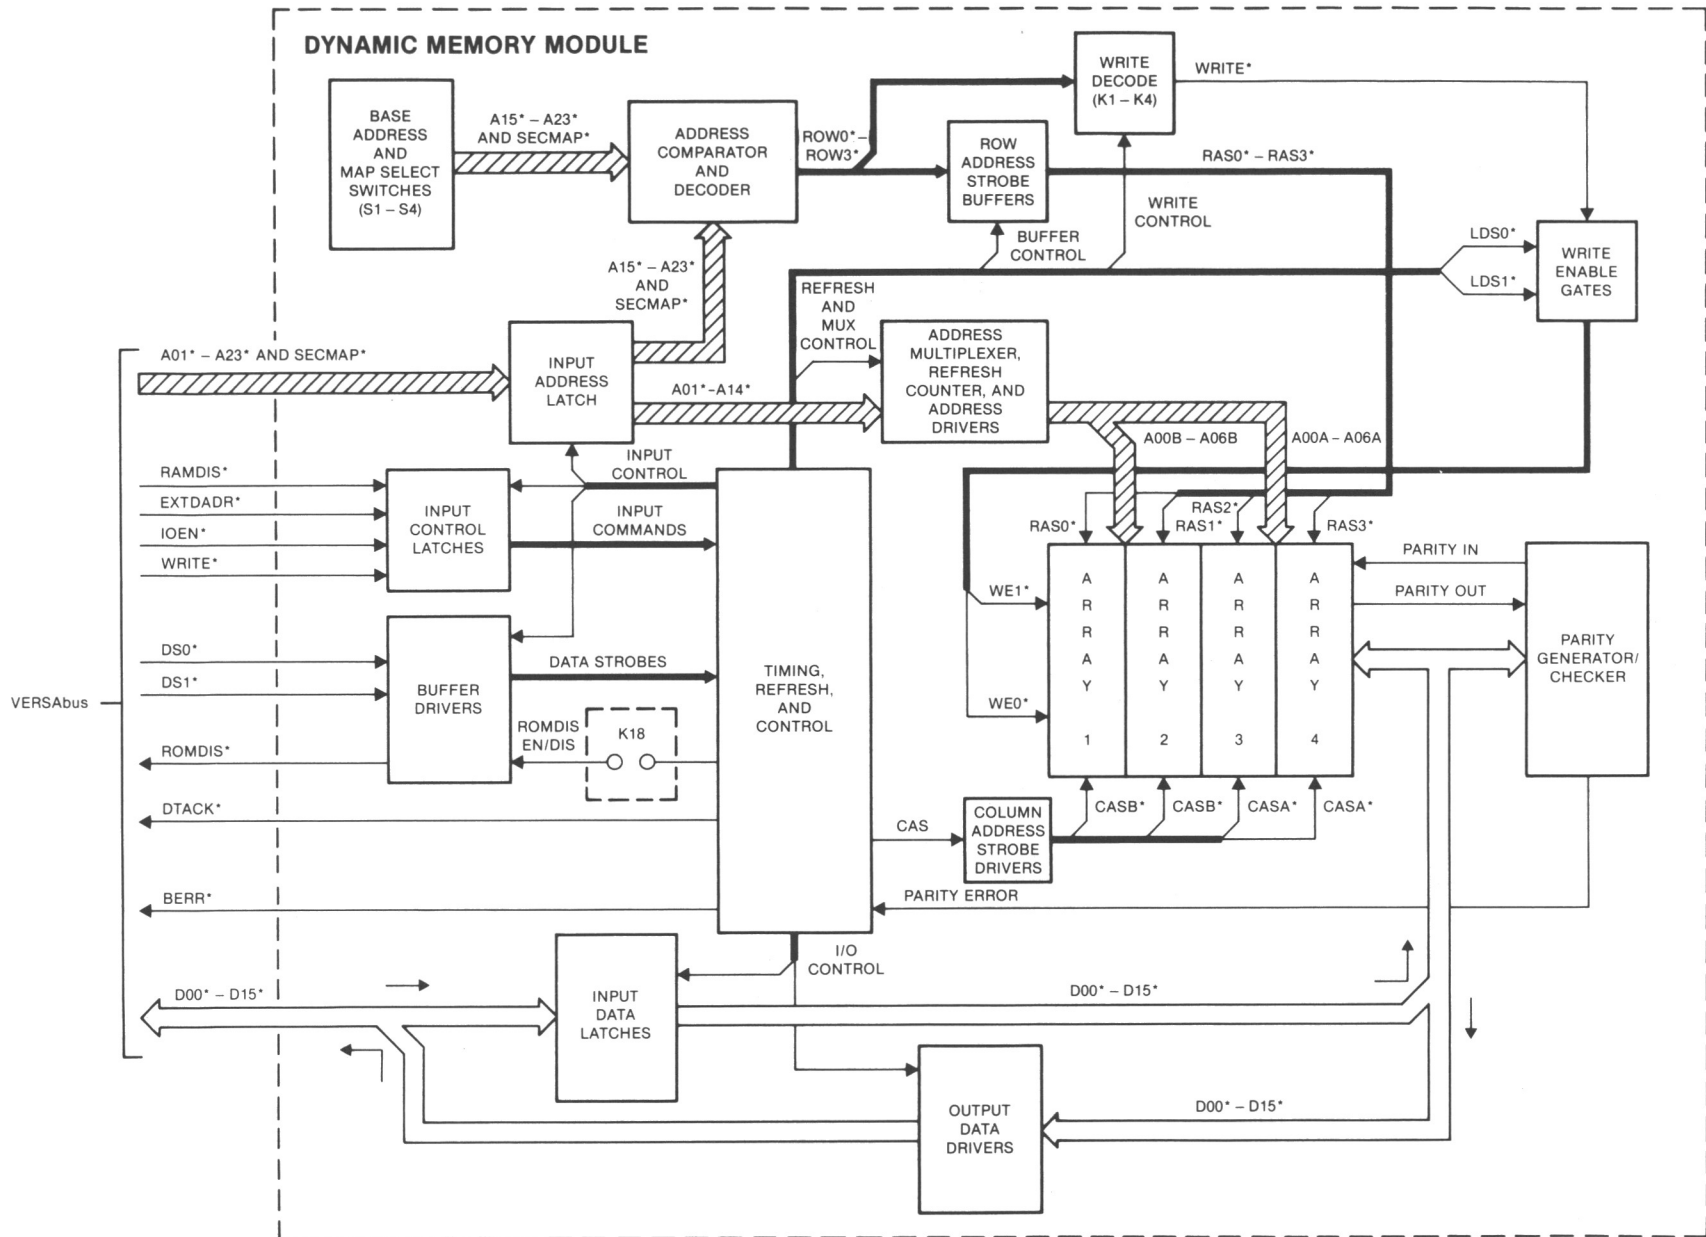 DYNAMIC MEMORY MODULE
BASE
ADDRESS
AND
MAP SELECT
SWITCHES
(S1 – S4)
A15* – A23*
AND SECMAP*
ADDRESS
COMPARATOR
AND
DECODER
ROW0* –
ROW3*
WRITE
DECODE
(K1 – K4)
WRITE*
ROW
ADDRESS
STROBE
BUFFERS
RAS0* – RAS3*
WRITE
CONTROL
BUFFER
CONTROL
LDS0*
LDS1*
WRITE
ENABLE
GATES
A15* – A23*
AND
SECMAP*
REFRESH
AND
MUX
CONTROL
A01* – A23* AND SECMAP*
INPUT
ADDRESS
LATCH
A01*–A14*
ADDRESS
MULTIPLEXER,
REFRESH
COUNTER, AND
ADDRESS
DRIVERS
A00B – A06B
A00A – A06A
INPUT
CONTROL
RAMDIS*
EXTDADR*
IOEN*
WRITE*
INPUT
CONTROL
LATCHES
INPUT
COMMANDS
RAS0*
RAS1*
RAS2*
RAS3*
WE1*
WE0*
ARRAY
1
ARRAY
2
ARRAY
3
ARRAY
4
PARITY IN
PARITY OUT
PARITY
GENERATOR/
CHECKER
VERSAbus
DS0*
DS1*
ROMDIS*
BUFFER
DRIVERS
DATA STROBES
ROMDIS
EN/DIS
K18
TIMING,
REFRESH,
AND
CONTROL
DTACK*
CAS
COLUMN
ADDRESS
STROBE
DRIVERS
CASB*
CASB*
CASA*
CASA*
BERR*
PARITY ERROR
I/O
CONTROL
D00* – D15*
INPUT
DATA
LATCHES
D00* – D15*
OUTPUT
DATA
DRIVERS
D00* – D15*